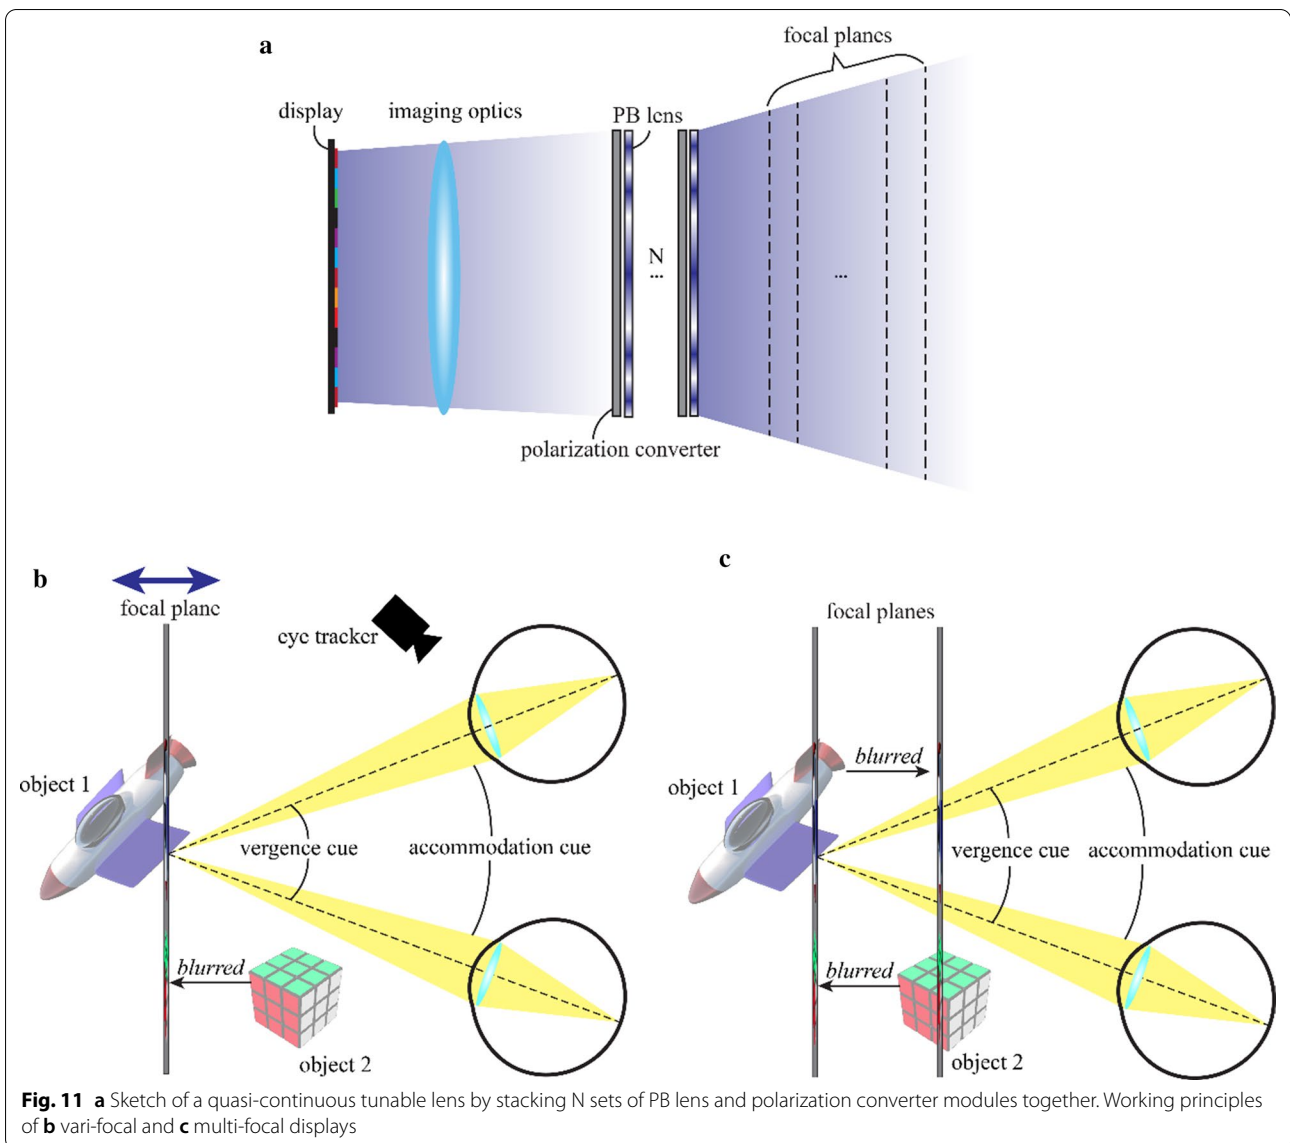 a
focal planes
display
imaging optics
PB lens
N
...
...
polarization converter
b
focal plane
eye tracker
object 1
vergence cue
accommodation cue
blurred
object 2
c
focal planes
blurred
object 1
vergence cue
accommodation cue
blurred
object 2
Fig. 11 a Sketch of a quasi-continuous tunable lens by stacking N sets of PB lens and polarization converter modules together. Working principles
of b vari-focal and c multi-focal displays